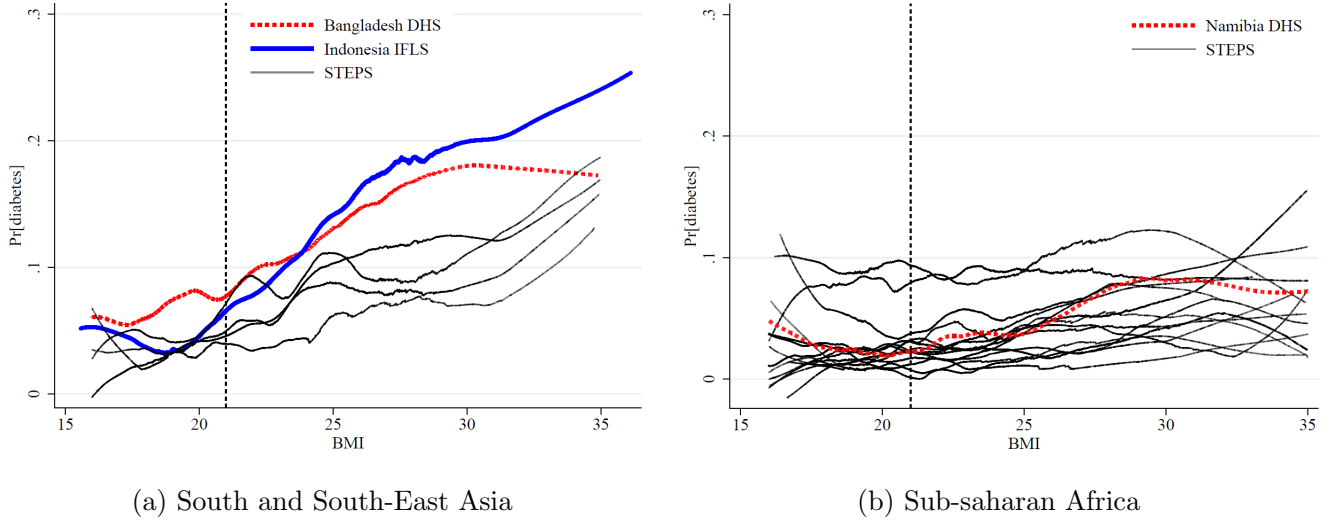 Bangladesh DHS
Indonesia IFLS
STEPS
Pr[diabetes]
.3
.2
.1
0
15 20 25 30 35
BMI
(a) South and South-East Asia
Namibia DHS
STEPS
Pr[diabetes]
.3
.2
.1
0
15 20 25 30 35
BMI
(b) Sub-saharan Africa